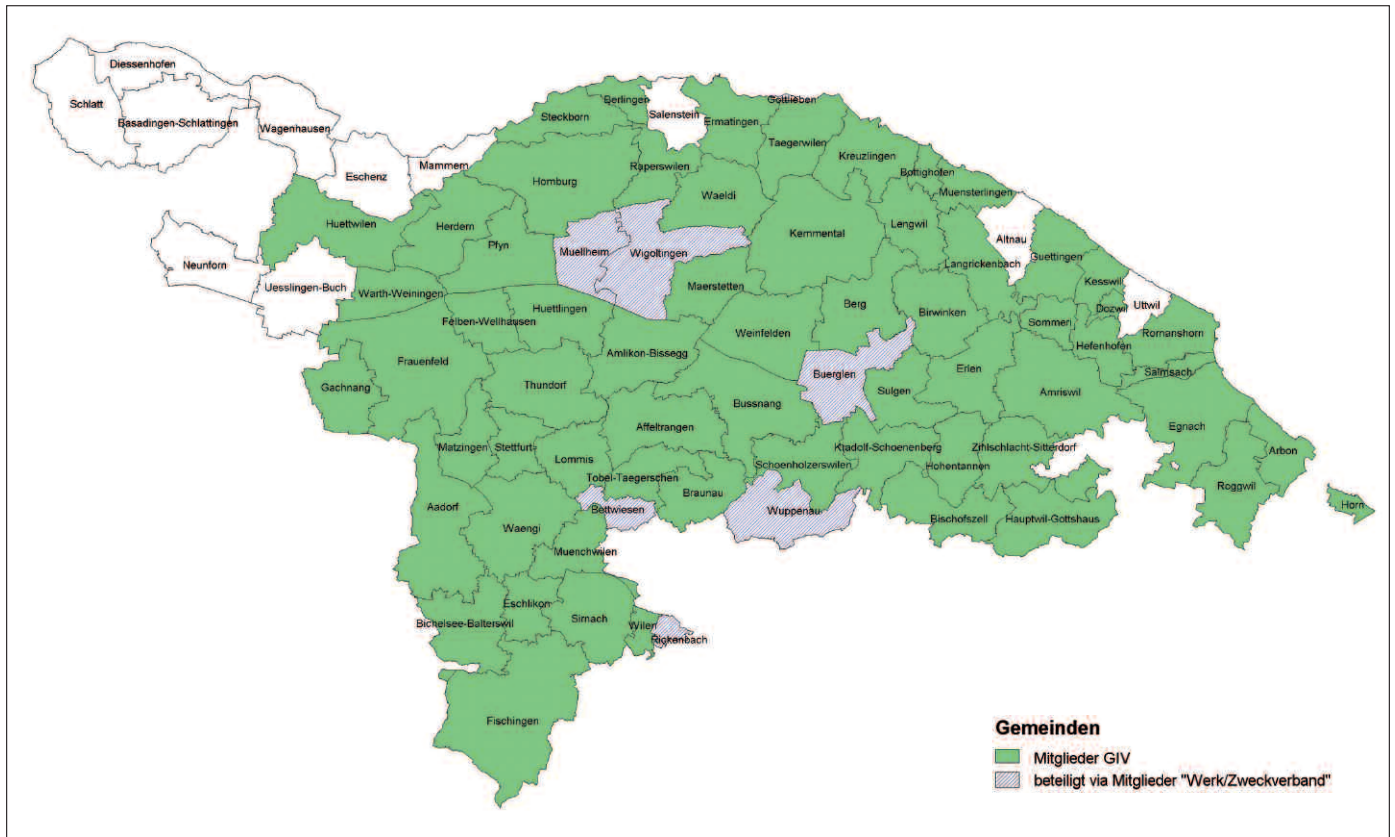 Diessenhofen
Schlatt
Basadingen-Schlattingen
Wagenhausen
Eschenz
Mammern
Steckborn
Berlingen
Salenstein
Ermatingen
Gottlieben
Taegerwilen
Kreuzlingen
Bottighofen
Muensterlingen
Raperswilen
Homburg
Waeldi
Lengwil
Altnau
Huettwilen
Herdern
Pfyn
Muellheim
Wigoltingen
Kemmental
Langrickenbach
Guettingen
Kesswil
Uttwil
Dozwil
Neunforn
Uesslingen-Buch
Warth-Weiningen
Maerstetten
Berg
Birwinken
Sommeri
Hefenhofen
Romanshorn
Felben-Wellhausen
Huettlingen
Weinfelden
Frauenfeld
Amlikon-Bissegg
Buerglen
Erlen
Salmsach
Gachnang
Thundorf
Sulgen
Amriswil
Bussnang
Affeltrangen
Egnach
Matzingen
Stettfurt
Lommis
Schoenholzerswilen
Kradolf-Schoenenberg
Hohentannen
Zihlschlacht-Sitterdorf
Arbon
Tobel-Taegerschen
Braunau
Roggwil
Aadorf
Bettwiesen
Wuppenau
Horn
Waengi
Bischofszell
Hauptwil-Gottshaus
Muenchwilen
Eschlikon
Bichelsee-Balterswil
Sirnach
Wilen
Rickenbach
Fischingen
Gemeinden
Mitglieder GIV
beteiligt via Mitglieder "Werk/Zweckverband"